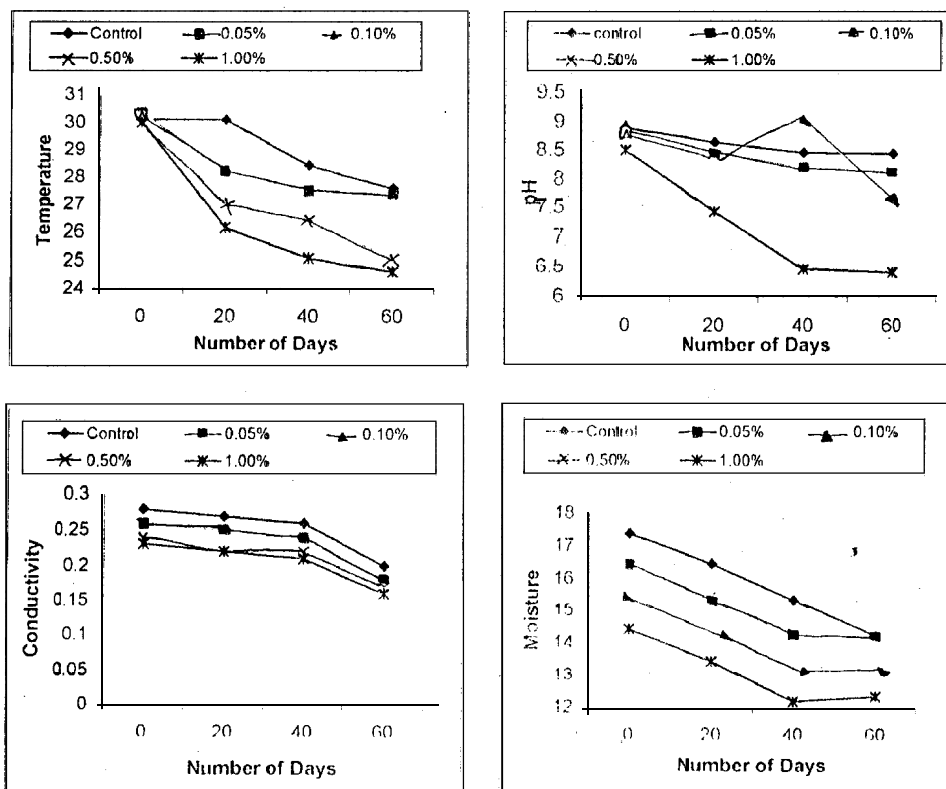 Control 0.05% 0.10%
0.50% 1.00%
31
30
29
28
27
26
25
24
Temperature
0 20 40 60
Number of Days
control 0.05% 0.10%
0.50% 1.00%
9.5
9
8.5
8
7.5
7
6.5
6
pH
0 20 40 60
Number of Days
Control 0.05% 0.10%
0.50% 1.00%
0.3
0.25
0.2
0.15
0.1
0.05
0
Conductivity
0 20 40 60
Number of Days
Control 0.05% 0.10%
0.50% 1.00%
18
17
16
15
14
13
12
Moisture
0 20 40 60
Number of Days